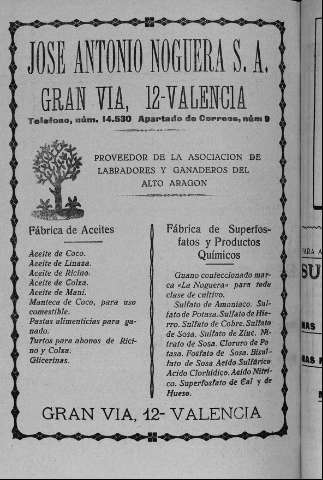 JOSE ANTONIO NOGUERA S. A.
GRAN VIA, 12-VALENCIA
Telefono, núm. 14.530 Apartado de Correos, núm 9
PROVEEDOR DE LA ASOCIACION DE
LABRADORES Y GANADEROS DEL
ALTO ARAGON
Fábrica de Aceites
Aceite de Coco.
Aceite de Linaza.
Aceite de Ricino.
Aceite de Colza.
Aceite de Maní.
Manteca de Coco, para uso
comestible.
Pastas alimenticias para ga-
nado.
Turtos para abonos de Rici-
no y Colza.
Glicerinas.
Fábrica de Superfos-
fatos y Productos
Químicos
Guano confeccionado mar-
ca «La Noguera» para toda
clase de cultivo.
Sulfato de Amoniaco. Sul-
fato de Potasa. Sulfato de Hie-
rro. Sulfato de Cobre. Sulfato
de Sosa. Sulfato de Zinc. Ni-
trato de Sosa. Cloruro de Po-
tasa. Fosfato de Sosa. Bisul-
fato de Sosa Acido Sulfúrico
Acido Clorhídico. Acido Nítri-
co. Superfosfato de Cal y de
Hueso.
GRAN VIA, 12- VALENCIA